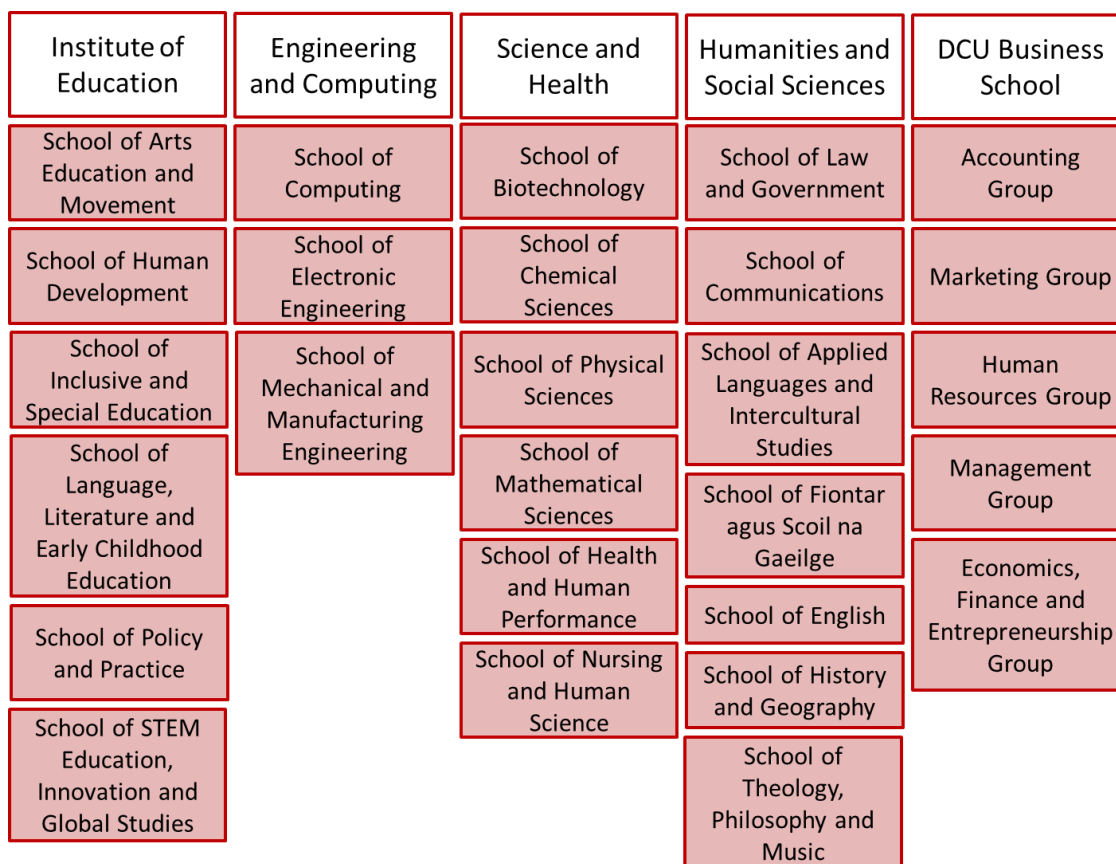 Institute of
Education
School of Arts
Education and
Movement
School of Human
Development
School of
Inclusive and
Special Education
School of
Language,
Literature and
Early Childhood
Education
School of Policy
and Practice
School of STEM
Education,
Innovation and
Global Studies
Engineering
and Computing
School of
Computing
School of
Electronic
Engineering
School of
Mechanical and
Manufacturing
Engineering
Science and
Health
School of
Biotechnology
School of
Chemical
Sciences
School of Physical
Sciences
School of
Mathematical
Sciences
School of Health
and Human
Performance
School of Nursing
and Human
Science
Humanities and
Social Sciences
School of Law
and Government
School of
Communications
School of Applied
Languages and
Intercultural
Studies
School of Fiontar
agus Scoil na
Gaeilge
School of English
School of History
and Geography
School of
Theology,
Philosophy and
Music
DCU Business
School
Accounting
Group
Marketing Group
Human
Resources Group
Management
Group
Economics,
Finance and
Entrepreneurship
Group